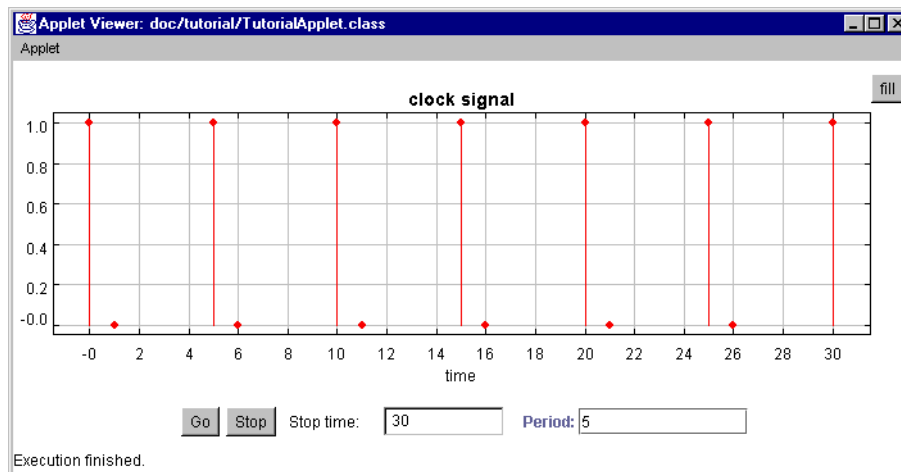 Applet Viewer: doc/tutorial/TutorialApplet.class
Applet
fill
clock signal
1.0
0.8
0.6
0.4
0.2
-0.0
-0 2 4 6 8 10 12 14 16 18 20 22 24 26 28 30
time
Go Stop Stop time: 30 Period: 5
Execution finished.